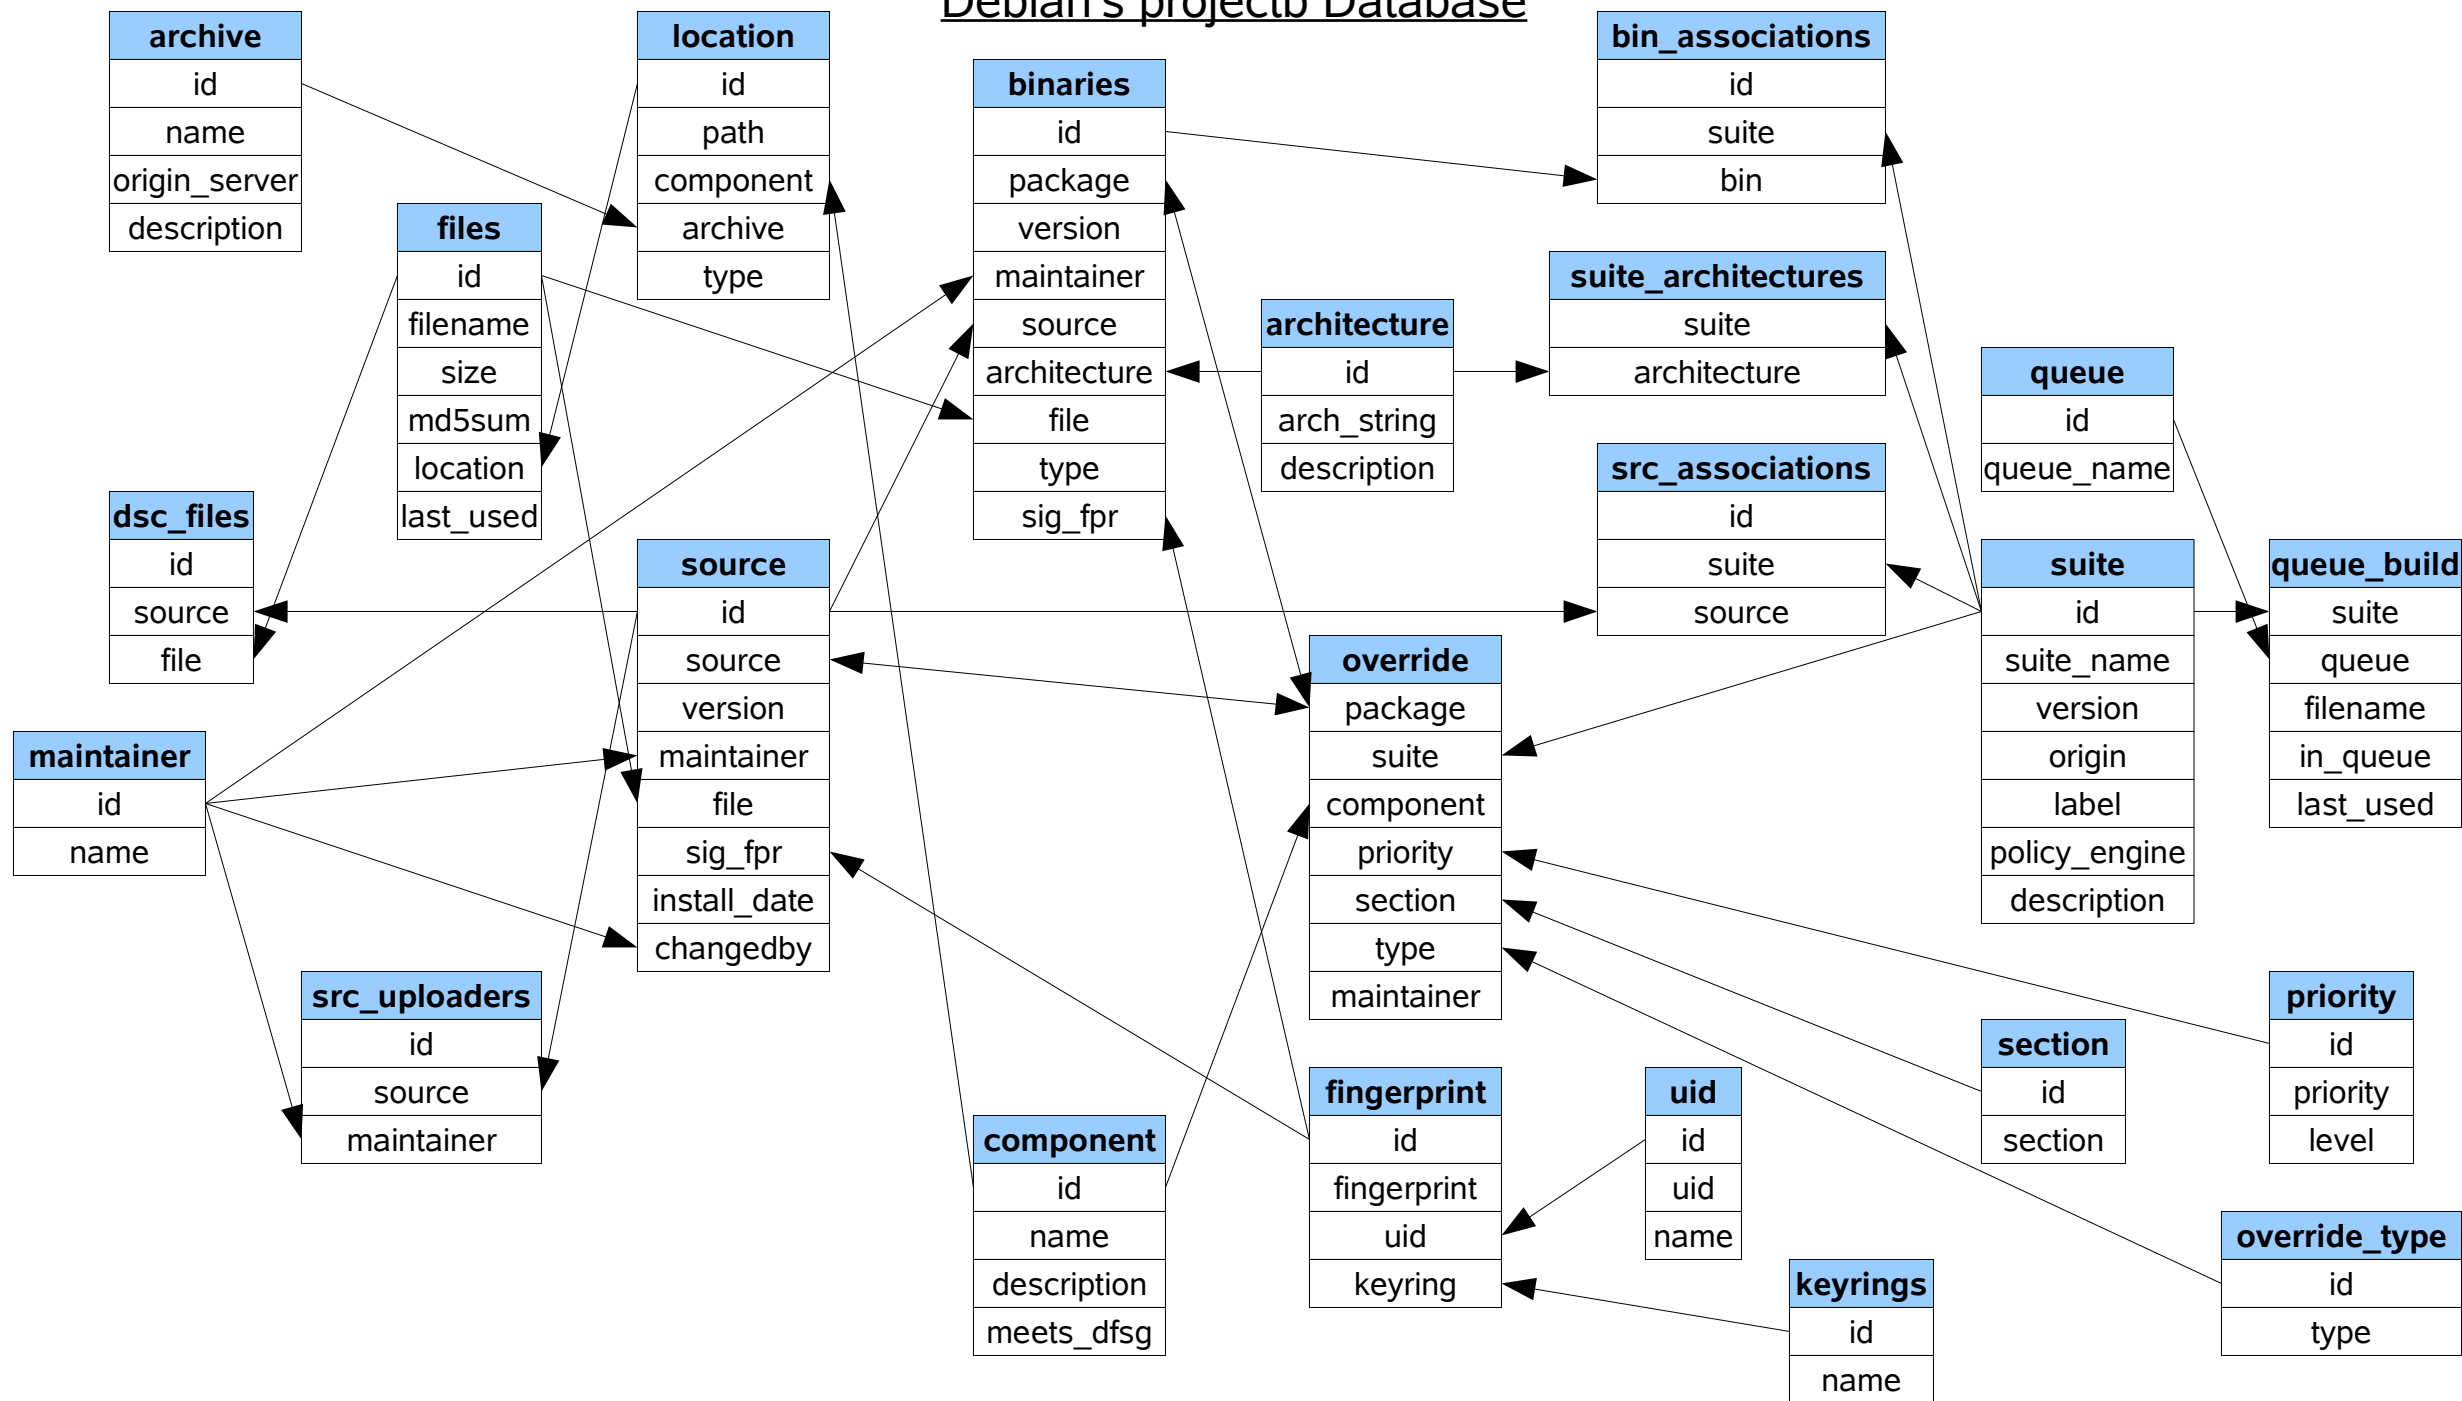 Debian's projectb Database
archive
id
name
origin_server
description
location
id
path
component
archive
type
binaries
id
package
version
maintainer
source
architecture
file
type
sig_fpr
bin_associations
id
suite
bin
files
id
filename
size
md5sum
location
last_used
suite_architectures
suite
architecture
architecture
id
arch_string
description
queue
id
queue_name
src_associations
id
suite
source
dsc_files
id
source
file
source
id
source
version
maintainer
file
sig_fpr
install_date
changedby
suite
id
suite_name
version
origin
label
policy_engine
description
queue_build
suite
queue
filename
in_queue
last_used
override
package
suite
component
priority
section
type
maintainer
maintainer
id
name
src_uploaders
id
source
maintainer
priority
id
priority
level
section
id
section
fingerprint
id
fingerprint
uid
keyring
uid
id
uid
name
component
id
name
description
meets_dfsg
override_type
id
type
keyrings
id
name